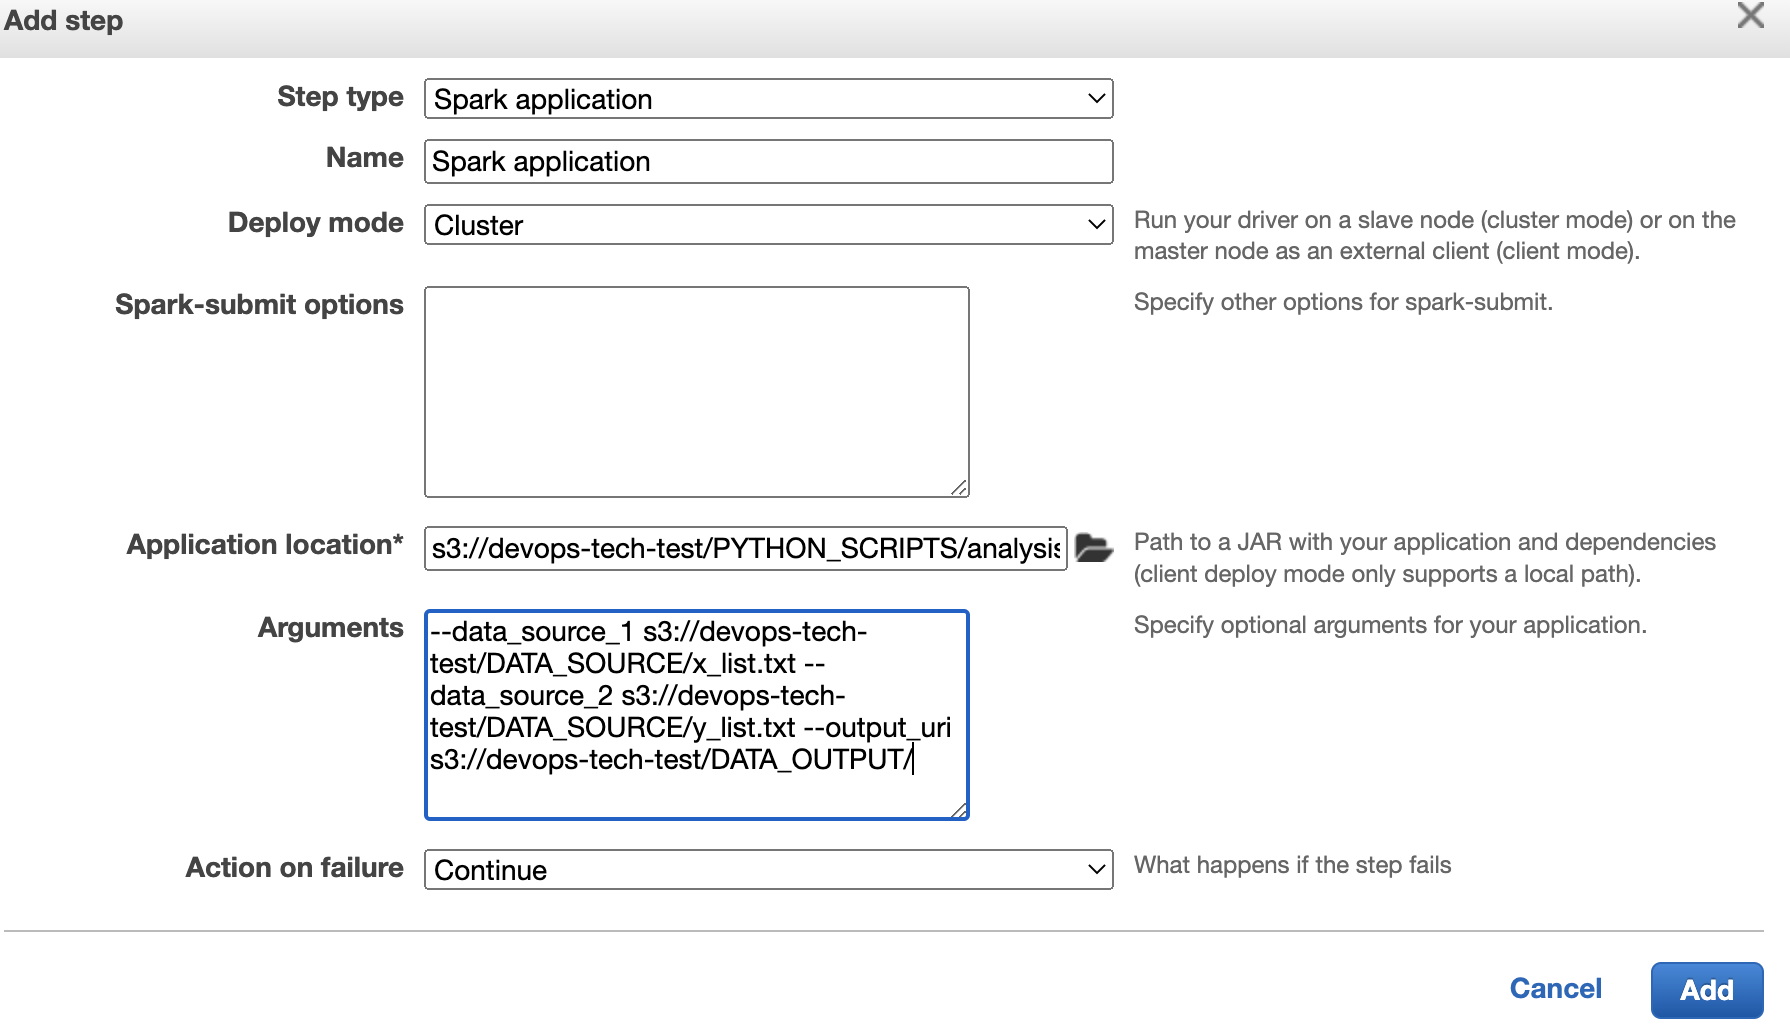 Add step
Step type
Spark application
Name
Spark application
Deploy mode
Cluster
Run your driver on a slave node (cluster mode) or on the
master node as an external client (client mode).
Spark-submit options
Specify other options for spark-submit.
Application location*
s3://devops-tech-test/PYTHON_SCRIPTS/analysis
Path to a JAR with your application and dependencies
(client deploy mode only supports a local path).
Arguments
--data_source_1 s3://devops-tech-
test/DATA_SOURCE/x_list.txt --
data_source_2 s3://devops-tech-
test/DATA_SOURCE/y_list.txt --output_uri
s3://devops-tech-test/DATA_OUTPUT/
Specify optional arguments for your application.
Action on failure
Continue
What happens if the step fails
Cancel
Add